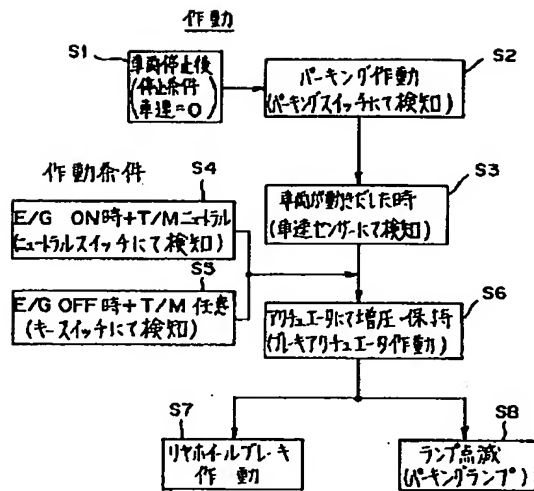 作動
S1
車両停止後
(停止条件
車速=0)
S2
パーキング作動
(パーキングスイッチにて検知)
S3
車両が動きだした時
(車速センサーにて検知)
作動条件
S4
E/G ON時+T/Mニュートラル
(ニュートラルスイッチにて検知)
S5
E/G OFF時+T/M任意
(キースイッチにて検知)
S6
アクチュエータにて増圧・保持
(ブレーキアクチュエータ作動)
S7
リヤホイールブレーキ
作動
S8
ランプ点滅
(パーキングランプ)